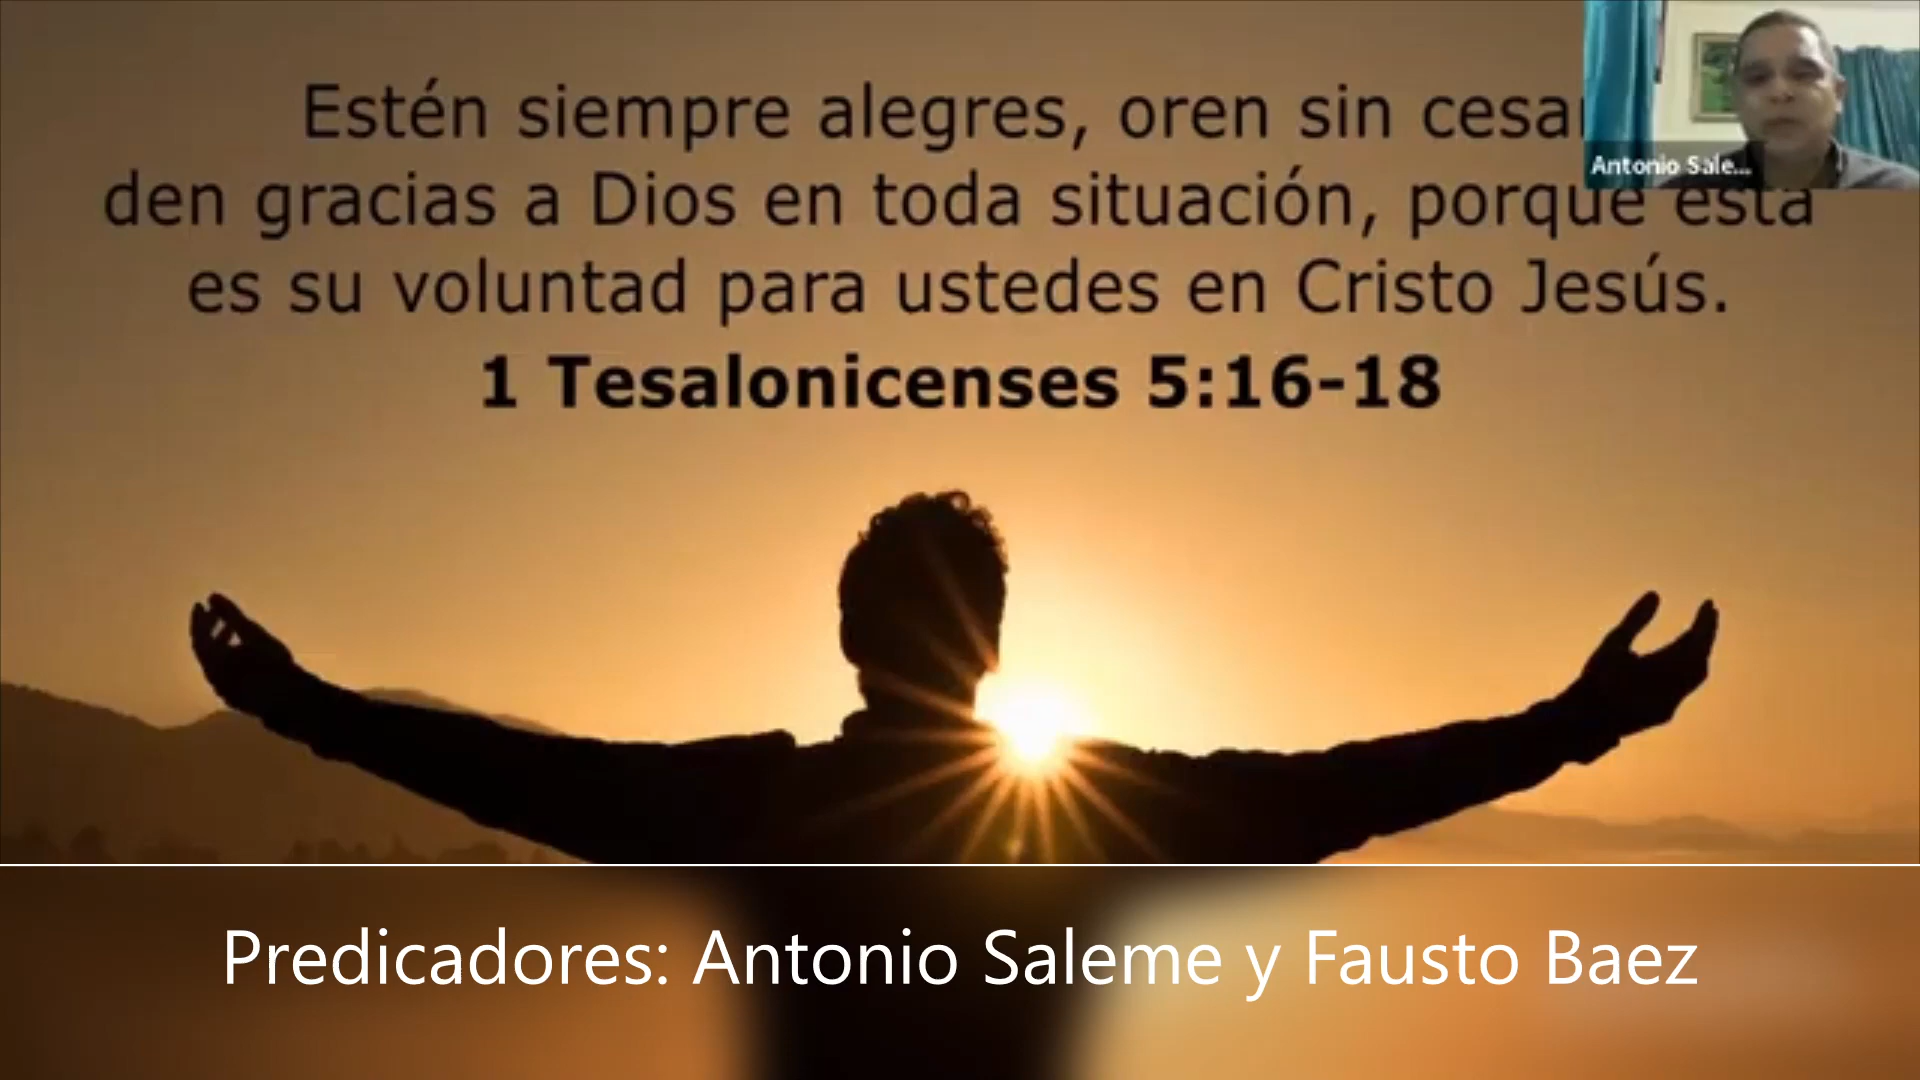 Estén siempre alegres, oren sin cesar
den gracias a Dios en toda situación, porque esta
es su voluntad para ustedes en Cristo Jesús.
1 Tesalonicenses 5:16-18
Antonio Sale...
Predicadores: Antonio Saleme y Fausto Baez